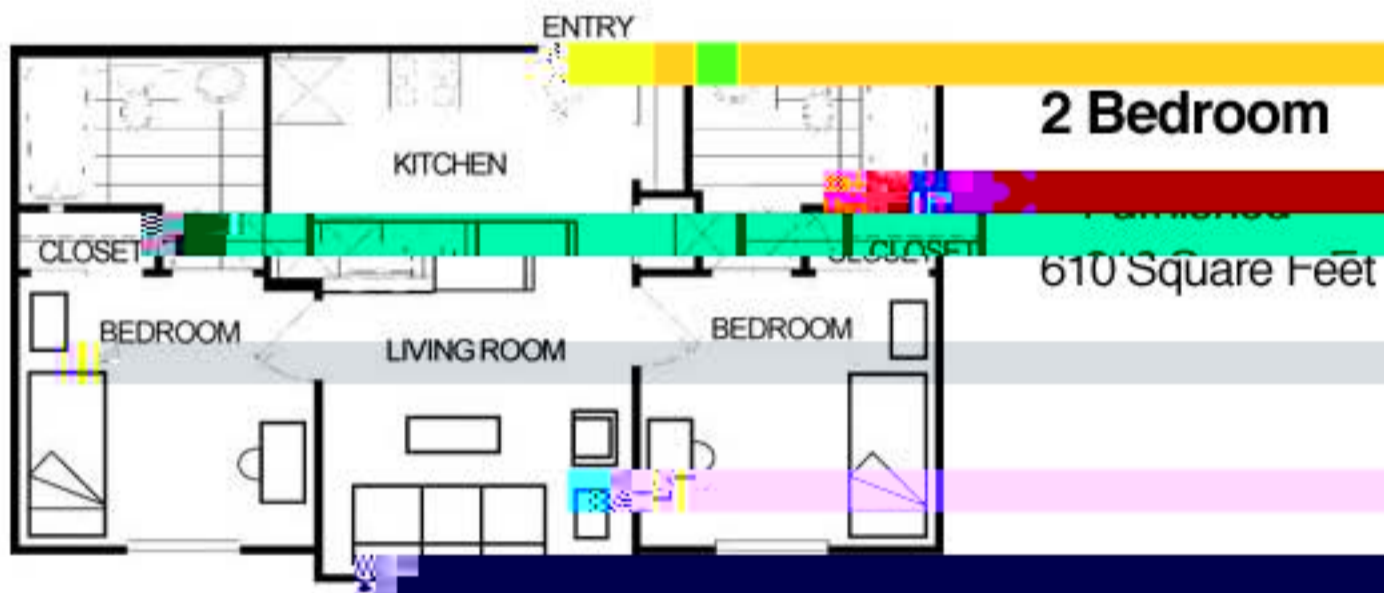 ENTRY
2 Bedroom
KITCHEN
CLOSET
610 Square Feet
BEDROOM
BEDROOM
LIVING ROOM